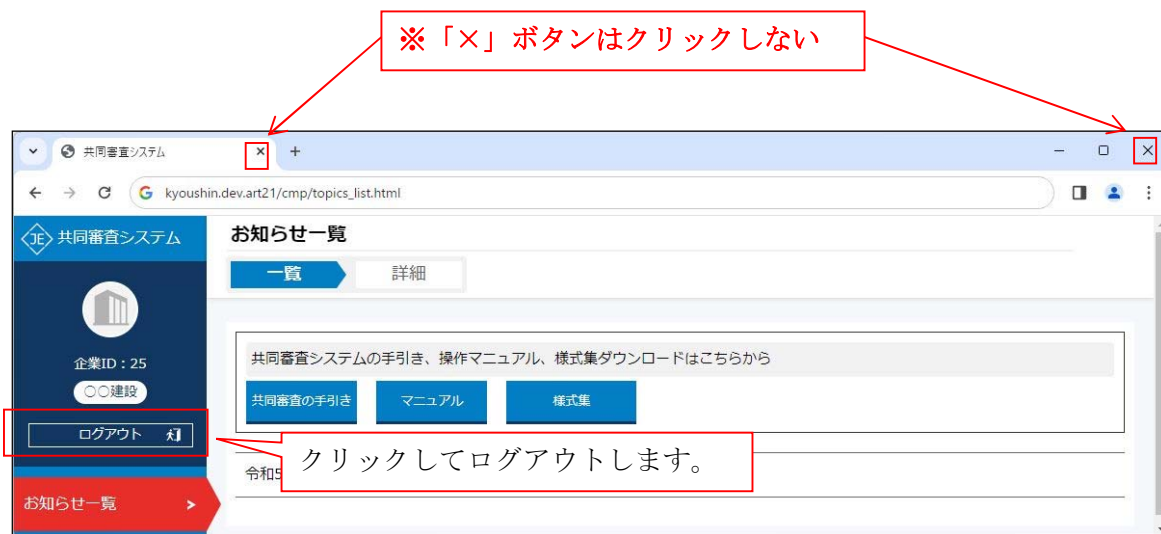 ※「×」ボタンはクリックしない
共同審査システム
kyoushin.dev.art21/cmp/topics_list.html
JE 共同審査システム
お知らせ一覧
一覧
詳細
企業ID：25
○○建設
ログアウト
共同審査システムの手引き、操作マニュアル、様式集ダウンロードはこちらから
共同審査の手引き
マニュアル
様式集
クリックしてログアウトします。
令和5
お知らせ一覧